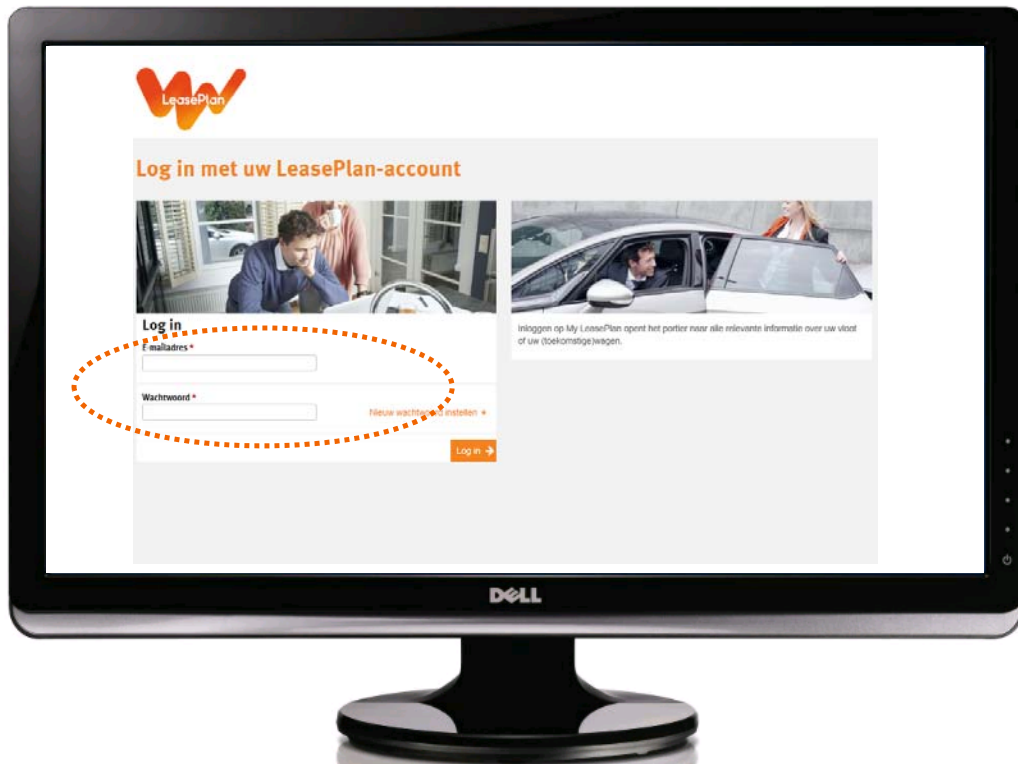 LeasePlan
Log in met uw LeasePlan-account
Log in
E-mailadres *
Wachtwoord *
Nieuw wachtwoord instellen +
Log in →
Inloggen op My LeasePlan opent het portier naar alle relevante informatie over uw vloot
of uw (toekomstige)wagen.
DELL